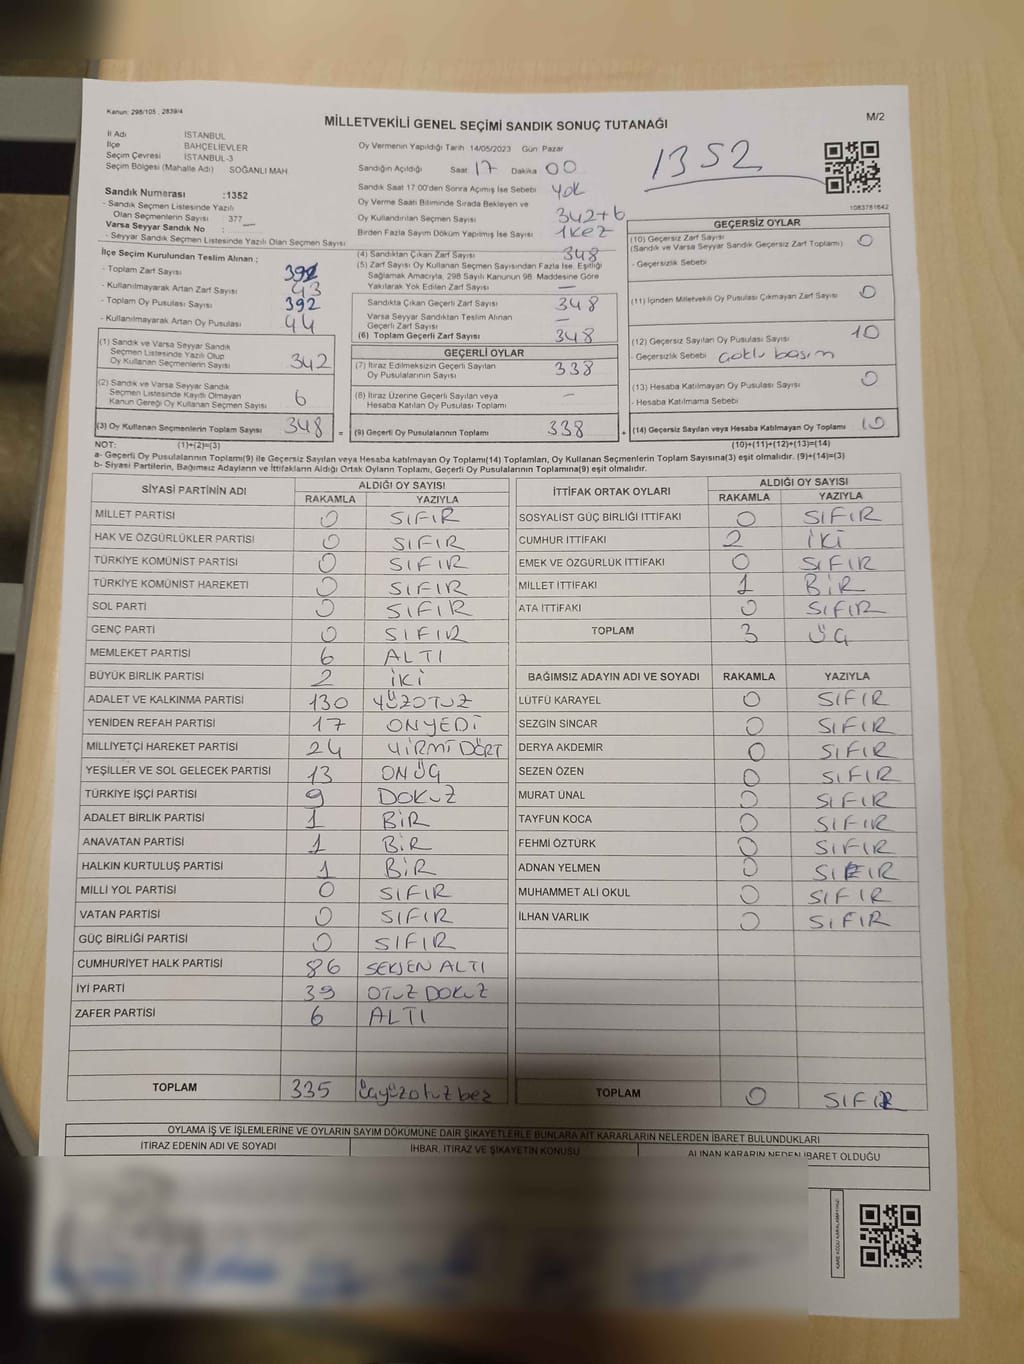 Kanun: 298/105 , 2839/4
MİLLETVEKİLİ GENEL SEÇİMİ SANDIK SONUÇ TUTANAĞI
M/2
İl Adı İSTANBUL
İlçe BAHÇELİEVLER
Seçim Çevresi İSTANBUL-3
Seçim Bölgesi (Mahalle Adı) SOĞANLI MAH.
Sandık Numarası :1352
- Sandık Seçmen Listesinde Yazılı
Olan Seçmenlerin Sayısı : 377
Varsa Seyyar Sandık No :
- Seyyar Sandık Seçmen Listesinde Yazılı Olan Seçmen Sayısı
Oy Vermenin Yapıldığı Tarih 14/05/2023 Gün Pazar
Sandığın Açıldığı Saat 17 Dakika 00
Sandık Saat 17:00'den Sonra Açılmış İse Sebebi Yok
Oy Verme Saati Bitiminde Sırada Bekleyen ve
Oy Kullandırılan Seçmen Sayısı 342+6
Birden Fazla Sayım Döküm Yapılmış İse Sayısı 1 kez
1352
1083781642
İlçe Seçim Kurulundan Teslim Alınan ;
- Toplam Zarf Sayısı 392
- Kullanılmayarak Artan Zarf Sayısı 43
- Toplam Oy Pusulası Sayısı 392
- Kullanılmayarak Artan Oy Pusulası 44
(1) Sandık ve Varsa Seyyar Sandık
Seçmen Listesinde Yazılı Olup
Oy Kullanan Seçmenlerin Sayısı 342
(2) Sandık ve Varsa Seyyar Sandık
Seçmen Listesinde Kayıtlı Olmayan
Kanun Gereği Oy Kullanan Seçmen Sayısı 6
(3) Oy Kullanan Seçmenlerin Toplam Sayısı 348
(4) Sandıktan Çıkan Zarf Sayısı 348
(5) Zarf Sayısı Oy Kullanan Seçmen Sayısından Fazla İse, Eşitliği
Sağlamak Amacıyla, 298 Sayılı Kanunun 98. Maddesine Göre
Yakılarak Yok Edilen Zarf Sayısı —
Sandıkta Çıkan Geçerli Zarf Sayısı 348
Varsa Seyyar Sandıktan Teslim Alınan
Geçerli Zarf Sayısı —
(6) Toplam Geçerli Zarf Sayısı 348
GEÇERLİ OYLAR
(7) İtiraz Edilmeksizin Geçerli Sayılan
Oy Pusulalarının Sayısı 338
(8) İtiraz Üzerine Geçerli Sayılan veya
Hesaba Katılan Oy Pusulası Toplamı —
= (9) Geçerli Oy Pusulalarının Toplamı 338 +
GEÇERSİZ OYLAR
(10) Geçersiz Zarf Sayısı 0
(Sandık ve Varsa Seyyar Sandık Geçersiz Zarf Toplamı)
- Geçersizlik Sebebi
(11) İçinden Milletvekili Oy Pusulası Çıkmayan Zarf Sayısı 0
(12) Geçersiz Sayılan Oy Pusulası Sayısı 10
- Geçersizlik Sebebi çoklu basım
(13) Hesaba Katılmayan Oy Pusulası Sayısı 0
- Hesaba Katılmama Sebebi
(14) Geçersiz Sayılan veya Hesaba Katılmayan Oy Toplamı 10
NOT: (1)+(2)=(3) (10)+(11)+(12)+(13)=(14)
a- Geçerli Oy Pusulalarının Toplamı(9) ile Geçersiz Sayılan veya Hesaba katılmayan Oy Toplamı(14) Toplamları, Oy Kullanan Seçmenlerin Toplam Sayısına(3) eşit olmalıdır. (9)+(14)=(3)
b- Siyasi Partilerin, Bağımsız Adayların ve İttifakların Aldığı Ortak Oyların Toplamı, Geçerli Oy Pusulalarının Toplamına(9) eşit olmalıdır.
SİYASİ PARTİNİN ADI ALDIĞI OY SAYISI
RAKAMLA YAZIYLA
MİLLET PARTİSİ 0 SIFIR
HAK VE ÖZGÜRLÜKLER PARTİSİ 0 SIFIR
TÜRKİYE KOMÜNİST PARTİSİ 0 SIFIR
TÜRKİYE KOMÜNİST HAREKETİ 0 SIFIR
SOL PARTİ 0 SIFIR
GENÇ PARTİ 0 SIFIR
MEMLEKET PARTİSİ 6 ALTI
BÜYÜK BİRLİK PARTİSİ 2 İKİ
ADALET VE KALKINMA PARTİSİ 130 YÜZOTUZ
YENİDEN REFAH PARTİSİ 17 ONYEDİ
MİLLİYETÇİ HAREKET PARTİSİ 24 YİRMİ DÖRT
YEŞİLLER VE SOL GELECEK PARTİSİ 13 ONÜÇ
TÜRKİYE İŞÇİ PARTİSİ 9 DOKUZ
ADALET BİRLİK PARTİSİ 1 BİR
ANAVATAN PARTİSİ 1 BİR
HALKIN KURTULUŞ PARTİSİ 1 BİR
MİLLİ YOL PARTİSİ 0 SIFIR
VATAN PARTİSİ 0 SIFIR
GÜÇ BİRLİĞİ PARTİSİ 0 SIFIR
CUMHURİYET HALK PARTİSİ 86 SEKSEN ALTI
İYİ PARTİ 39 OTUZ DOKUZ
ZAFER PARTİSİ 6 ALTI
TOPLAM 335 üçyüzotuzbeş
İTTİFAK ORTAK OYLARI ALDIĞI OY SAYISI
RAKAMLA YAZIYLA
SOSYALİST GÜÇ BİRLİĞİ İTTİFAKI 0 SIFIR
CUMHUR İTTİFAKI 2 İKİ
EMEK VE ÖZGÜRLÜK İTTİFAKI 0 SIFIR
MİLLET İTTİFAKI 1 BİR
ATA İTTİFAKI 0 SIFIR
TOPLAM 3 ÜÇ
BAĞIMSIZ ADAYIN ADI VE SOYADI RAKAMLA YAZIYLA
LÜTFÜ KARAYEL 0 SIFIR
SEZGİN SİNCAR 0 SIFIR
DERYA AKDEMİR 0 SIFIR
SEZEN ÖZEN 0 SIFIR
MURAT ÜNAL 0 SIFIR
TAYFUN KOCA 0 SIFIR
FEHMİ ÖZTÜRK 0 SIFIR
ADNAN YELMEN 0 SIFIR
MUHAMMET ALİ OKUL 0 SIFIR
İLHAN VARLIK 0 SIFIR
TOPLAM 0 SIFIR
OYLAMA İŞ VE İŞLEMLERİNE VE OYLARIN SAYIM DÖKÜMÜNE DAİR ŞİKAYETLERLE BUNLARA AİT KARARLARIN NELERDEN İBARET BULUNDUKLARI
İTİRAZ EDENİN ADI VE SOYADI İHBAR, İTİRAZ VE ŞİKAYETİN KONUSU ALINAN KARARIN NEDEN İBARET OLDUĞU